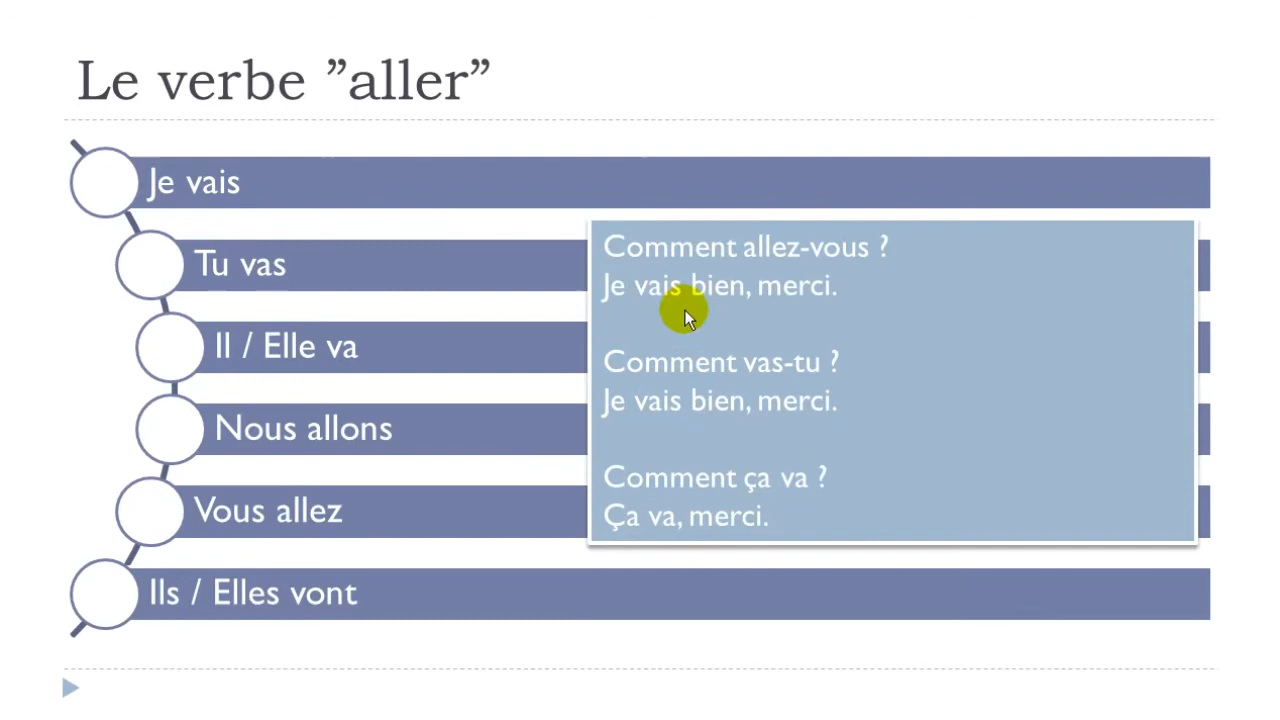 Le verbe ”aller”
Je vais
Tu vas
Il / Elle va
Nous allons
Vous allez
Ils / Elles vont
Comment allez-vous ?
Je vais bien, merci.
Comment vas-tu ?
Je vais bien, merci.
Comment ça va ?
Ça va, merci.